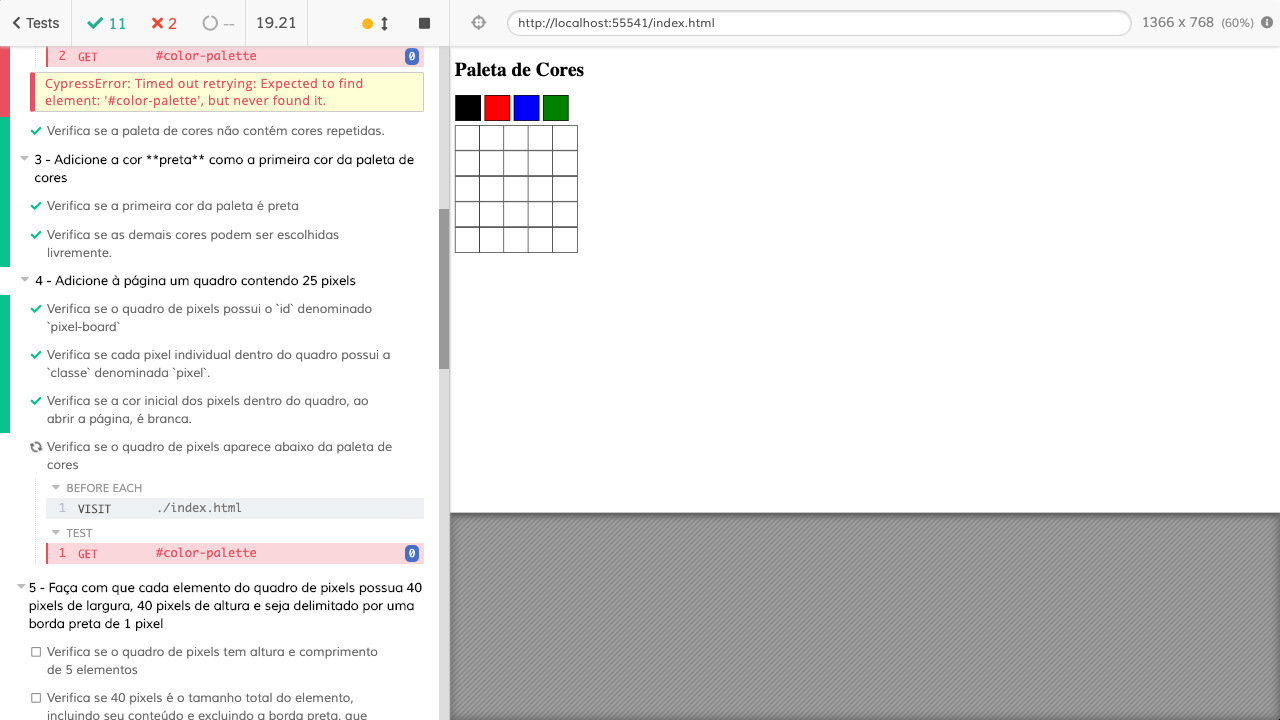 Tests
11
2
--
19.21
http://localhost:55541/index.html
1366 x 768 (60%)
2 GET #color-palette 0
CypressError: Timed out retrying: Expected to find
element: '#color-palette', but never found it.
Verifica se a paleta de cores não contém cores repetidas.
3 - Adicione a cor **preta** como a primeira cor da paleta de
cores
Verifica se a primeira cor da paleta é preta
Verifica se as demais cores podem ser escolhidas
livremente.
4 - Adicione à página um quadro contendo 25 pixels
Verifica se o quadro de pixels possui o `id` denominado
`pixel-board`
Verifica se cada pixel individual dentro do quadro possui a
`classe` denominada `pixel`.
Verifica se a cor inicial dos pixels dentro do quadro, ao
abrir a página, é branca.
Verifica se o quadro de pixels aparece abaixo da paleta de
cores
BEFORE EACH
1 VISIT ./index.html
TEST
1 GET #color-palette 0
5 - Faça com que cada elemento do quadro de pixels possua 40
pixels de largura, 40 pixels de altura e seja delimitado por uma
borda preta de 1 pixel
Verifica se o quadro de pixels tem altura e comprimento
de 5 elementos
Verifica se 40 pixels é o tamanho total do elemento,
incluindo seu conteúdo e excluindo a borda preta, que
Paleta de Cores